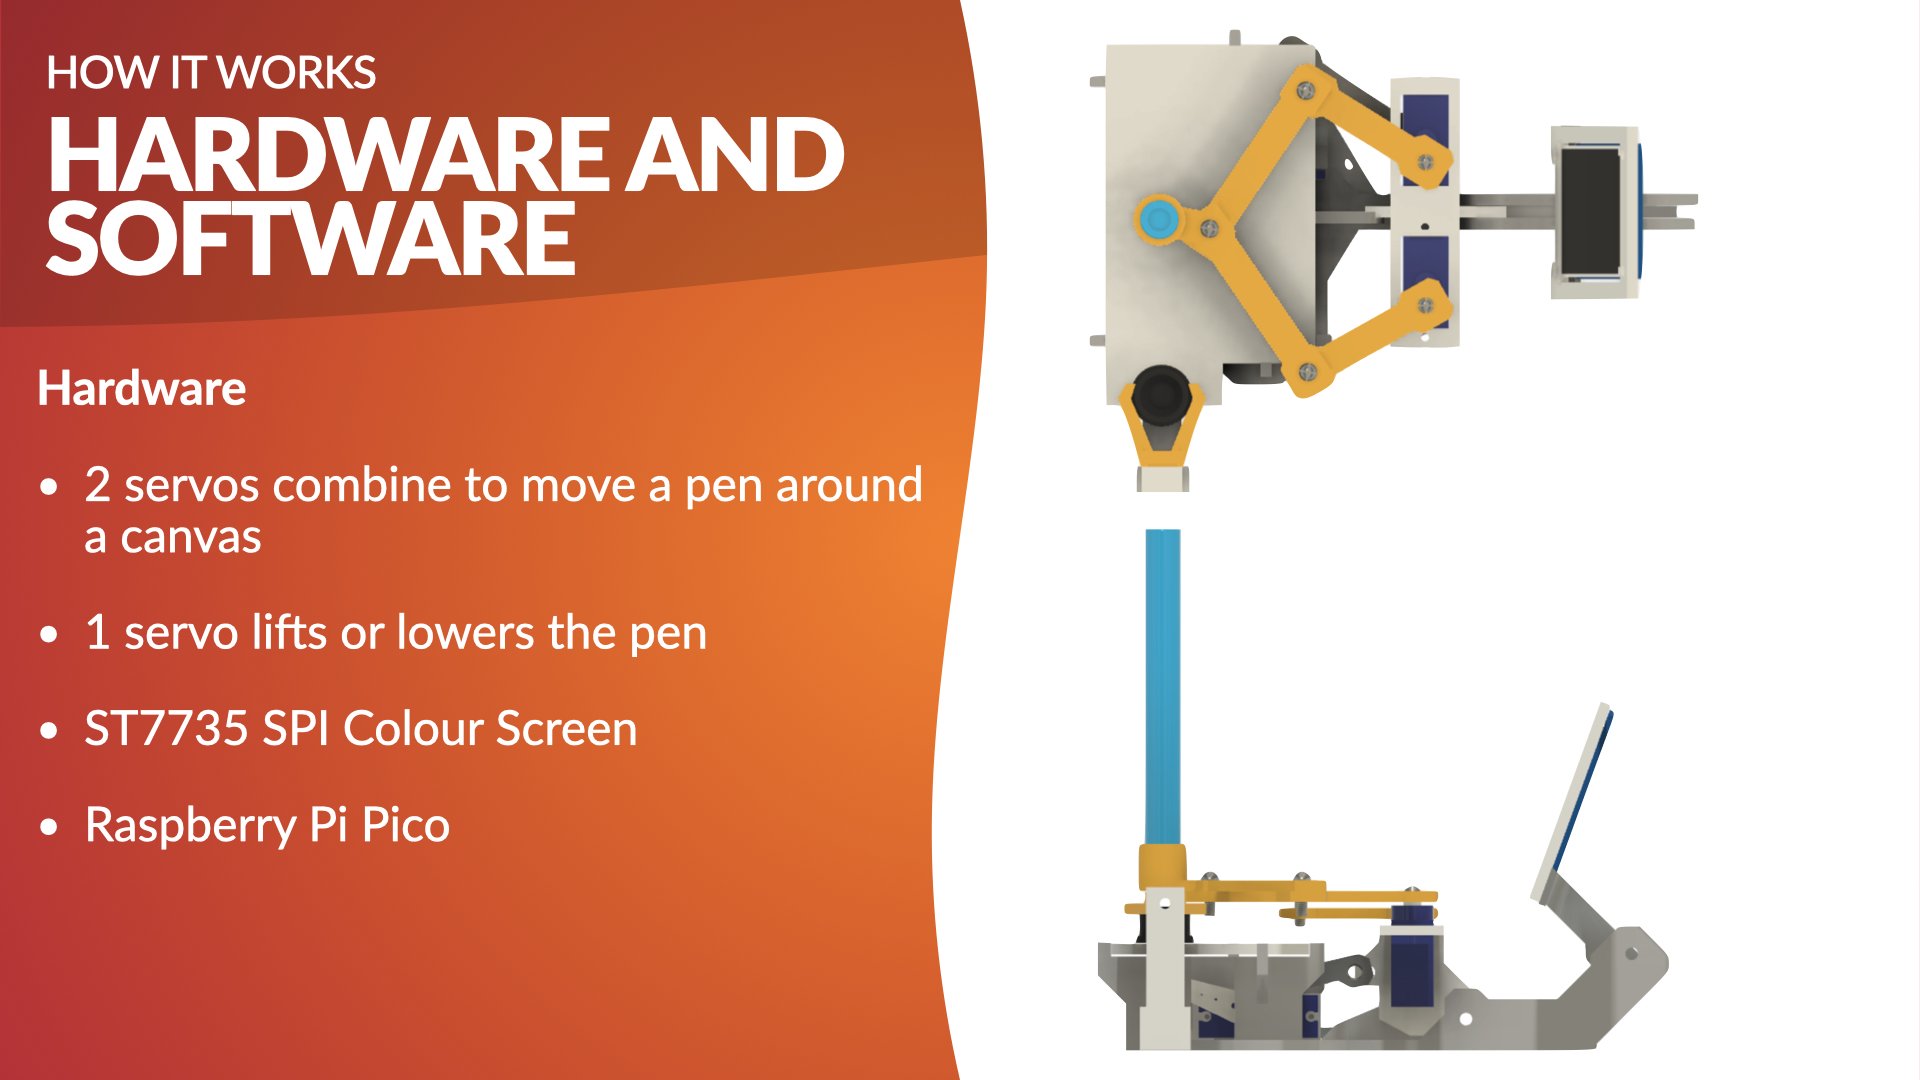 HOW IT WORKS
HARDWARE AND
SOFTWARE
Hardware
• 2 servos combine to move a pen around
a canvas
• 1 servo lifts or lowers the pen
• ST7735 SPI Colour Screen
• Raspberry Pi Pico